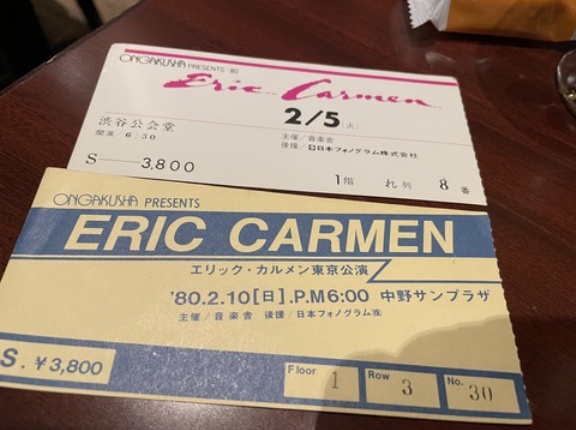 ONGAKUSHA PRESENTS '80
Eric Carmen
2/5(火)
渋谷公会堂
開演/6:30
主催/音楽舎
後援/日本フォノグラム株式会社
S——3,800
1階 れ列 8番
ONGAKUSHA PRESENTS
ERIC CARMEN
エリック・カルメン東京公演
'80.2.10[日].P.M6:00 中野サンプラザ
主催/音楽舎 後援/日本フォノグラム(株)
S. ¥3,800
Floor 1 Row 3 No. 30